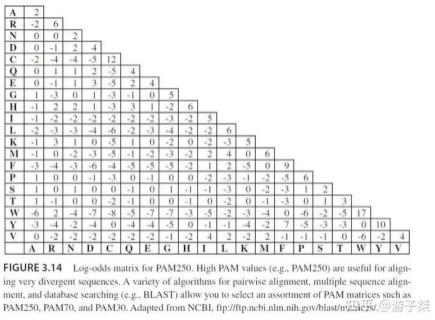 A 2
R -2 6
N 0 0 2
D 0 -1 2 4
C -2 -4 -4 -5 12
Q 0 1 1 2 -5 4
E 0 -1 1 3 -5 2 4
G 1 -3 0 1 -3 -1 0 5
H -1 2 2 1 -3 3 1 -2 6
I -1 -2 -2 -2 -2 -2 -2 -3 -2 5
L -2 -3 -3 -4 -6 -2 -3 -4 -2 -2 6
K -1 3 1 0 -5 1 0 -2 0 -2 -3 5
M -1 0 -2 -3 -5 -1 -2 -3 -2 2 4 0 6
F -3 -4 -3 -6 -4 -5 -5 -5 -2 1 2 -5 0 9
P 1 0 0 -1 -3 0 -1 0 0 -2 -3 -1 -2 -5 6
S 1 0 1 0 0 -1 0 1 -1 -1 -3 0 -2 -3 1 2
T 1 -1 0 0 -2 -1 0 0 -1 0 -2 0 -1 -3 0 1 3
W -6 2 -4 -7 -8 -5 -7 -7 -3 -5 -2 -3 -4 0 -6 -2 -5 17
Y -3 -4 -2 -4 0 -4 -4 -5 0 -1 -1 -4 -2 7 -5 -3 -3 0 10
V 0 -2 -2 -2 -2 -2 -2 -1 -2 4 2 -2 2 -1 -1 -1 0 -6 -2 4
A R N D C Q E G H I L K M F P S T W Y V
FIGURE 3.14 Log-odds matrix for PAM250. High PAM values (e.g., PAM250) are useful for align-
ing very divergent sequences. A variety of algorithms for pairwise alignment, multiple sequence align-
ment, and database searching (e.g., BLAST) allow you to select an assortment of PAM matrices such as
PAM250, PAM70, and PAM30. Adapted from NCBI, ftp://ftp.ncbi.nlm.nih.gov/blast/matrices/.
知乎 @游子桀